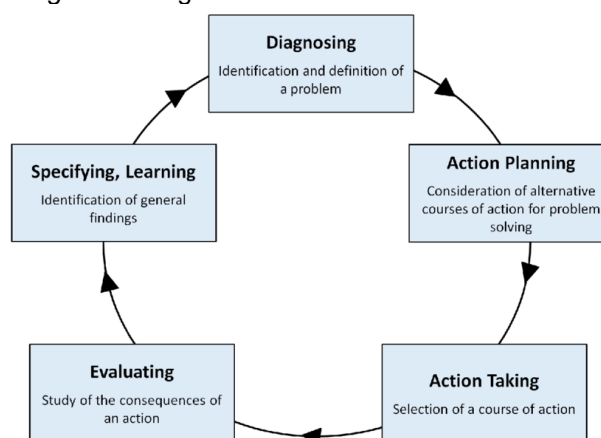 Diagnosing
Identification and definition of
a problem
Action Planning
Consideration of alternative
courses of action for problem
solving
Action Taking
Selection of a course of action
Evaluating
Study of the consequences of
an action
Specifying, Learning
Identification of general
findings